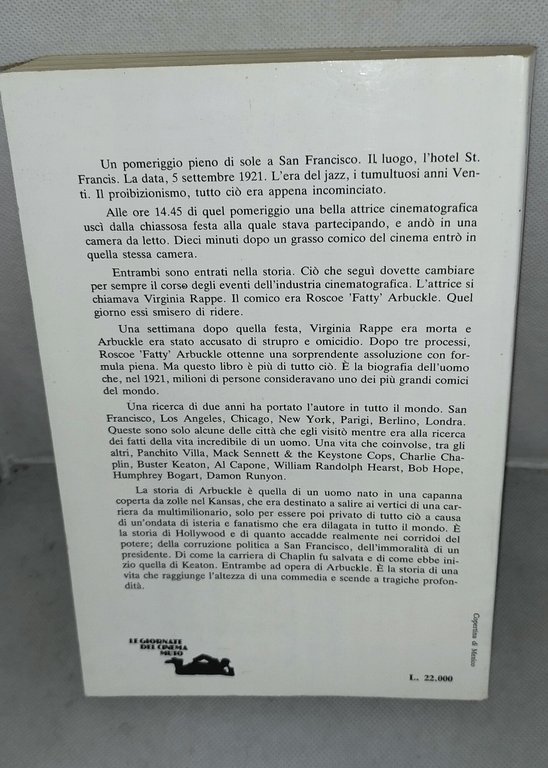 Un pomeriggio pieno di sole a San Francisco. Il luogo, l'hotel St.
Francis. La data, 5 settembre 1921. L'era del jazz, i tumultuosi anni Ven-
ti. Il proibizionismo, tutto ciò era appena incominciato.
Alle ore 14.45 di quel pomeriggio una bella attrice cinematografica
uscì dalla chiassosa festa alla quale stava partecipando, e andò in una
camera da letto. Dieci minuti dopo un grasso comico del cinema entrò in
quella stessa camera.
Entrambi sono entrati nella storia. Ciò che seguì dovette cambiare
per sempre il corso degli eventi dell'industria cinematografica. L'attrice si
chiamava Virginia Rappe. Il comico era Roscoe 'Fatty' Arbuckle. Quel
giorno essi smisero di ridere.
Una settimana dopo quella festa, Virginia Rappe era morta e
Arbuckle era stato accusato di strupro e omicidio. Dopo tre processi,
Roscoe 'Fatty' Arbuckle ottenne una sorprendente assoluzione con for-
mula piena. Ma questo libro è più di tutto ciò. È la biografia dell'uomo
che, nel 1921, milioni di persone consideravano uno dei più grandi comici
del mondo.
Una ricerca di due anni ha portato l'autore in tutto il mondo. San
Francisco, Los Angeles, Chicago, New York, Parigi, Berlino, Londra.
Queste sono solo alcune delle città che egli visitò mentre era alla ricerca
dei fatti della vita incredibile di un uomo. Una vita che coinvolse, tra gli
altri, Panchito Villa, Mack Sennett & the Keystone Cops, Charlie Cha-
plin, Buster Keaton, Al Capone, William Randolph Hearst, Bob Hope,
Humphrey Bogart, Damon Runyon.
La storia di Arbuckle è quella di un uomo nato in una capanna
coperta da zolle nel Kansas, che era destinato a salire ai vertici di una car-
riera da multimilionario, solo per essere poi privato di tutto ciò a causa
di un'ondata di isteria e fanatismo che era dilagata in tutto il mondo. È
la storia di Hollywood e di quanto accadde realmente nei corridoi del
potere; della corruzione politica a San Francisco, dell'immoralità di un
presidente. Di come la carriera di Chaplin fu salvata e di come ebbe ini-
zio quella di Keaton. Entrambe ad opera di Arbuckle. È la storia di una
vita che raggiunge l'altezza di una commedia e scende a tragiche profon-
dità.
LE GIORNATE
DEL CINEMA
MUTO
L. 22.000
Copertina di